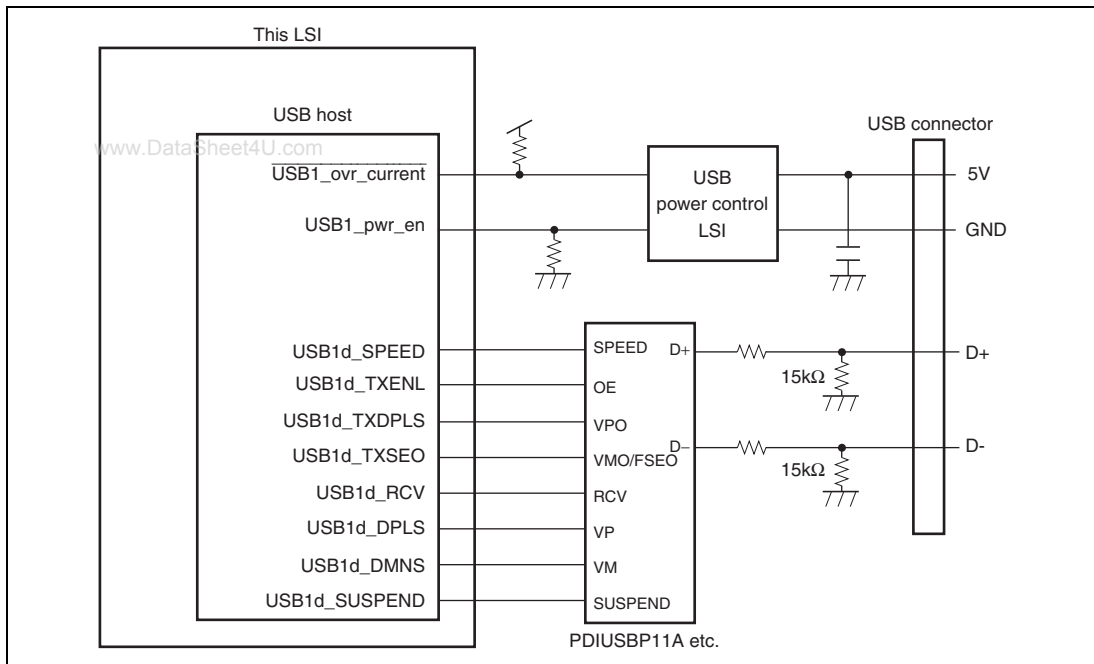 This LSI
USB host
www.DataSheet4U.com
USB connector
USB1_ovr_current
USB1_pwr_en
USB
power control
LSI
5V
GND
USB1d_SPEED
USB1d_TXENL
USB1d_TXDPLS
USB1d_TXSEO
USB1d_RCV
USB1d_DPLS
USB1d_DMNS
USB1d_SUSPEND
SPEED
OE
VPO
VMO/FSEO
RCV
VP
VM
SUSPEND
D+
D−
15kΩ
15kΩ
D+
D-
PDIUSBP11A etc.